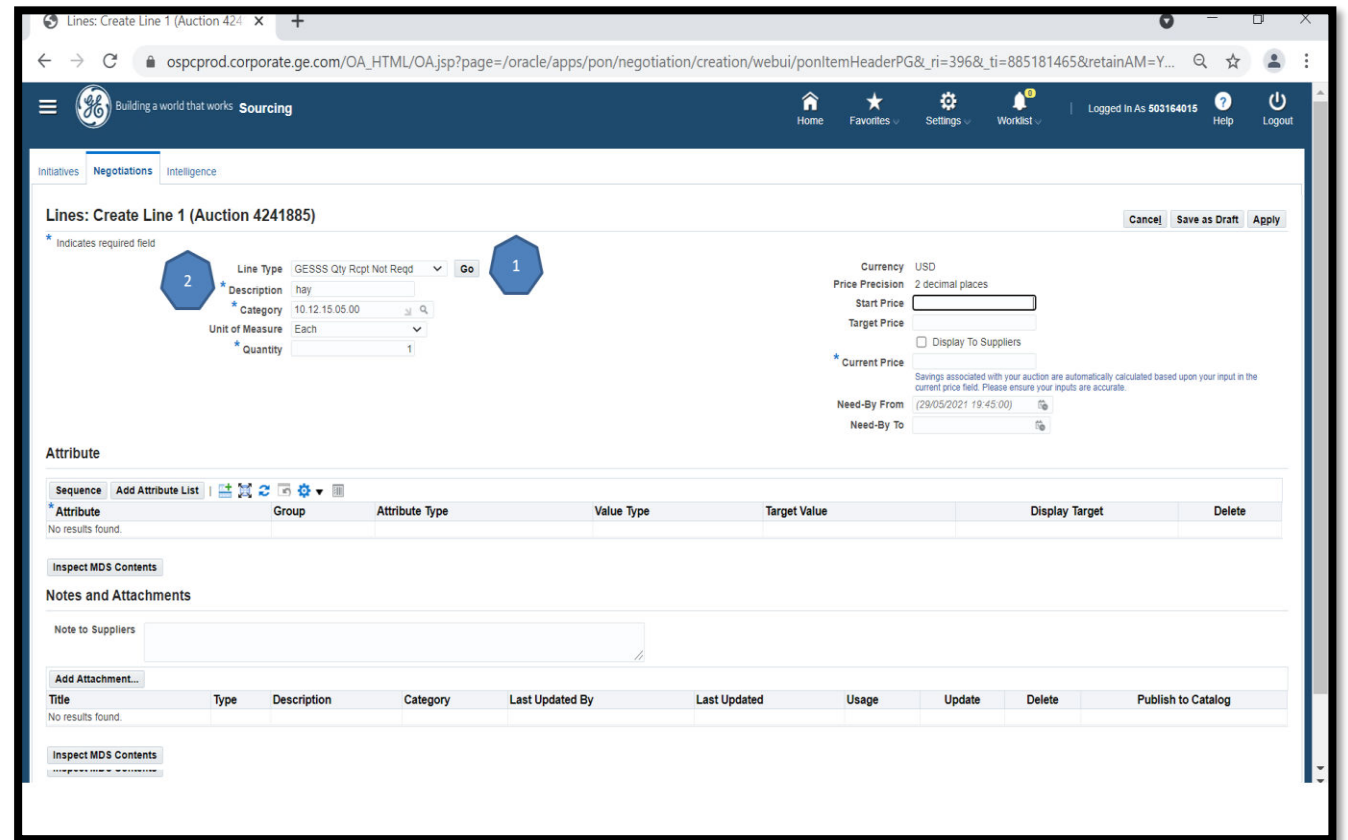 Lines: Create Line 1 (Auction 424
ospcprod.corporate.ge.com/OA_HTML/OA.jsp?page=/oracle/apps/pon/negotiation/creation/webui/ponItemHeaderPG&_ri=396&_ti=885181465&retainAM=Y...
Building a world that works Sourcing
0
Home Favorites Settings Worklist Logged In As 503164015 Help Logout
Initiatives Negotiations Intelligence
Lines: Create Line 1 (Auction 4241885)
Cancel Save as Draft Apply
* Indicates required field
Line Type GESSS Qty Rcpt Not Reqd Go
1
2
* Description hay
* Category 10.12.15.05.00
Unit of Measure Each
* Quantity 1
Currency USD
Price Precision 2 decimal places
Start Price
Target Price
Display To Suppliers
* Current Price
Savings associated with your auction are automatically calculated based upon your input in the
current price field. Please ensure your inputs are accurate.
Need-By From (29/05/2021 19:45:00)
Need-By To
Attribute
Sequence Add Attribute List
* Attribute Group Attribute Type Value Type Target Value Display Target Delete
No results found.
Inspect MDS Contents
Notes and Attachments
Note to Suppliers
Add Attachment...
Title Type Description Category Last Updated By Last Updated Usage Update Delete Publish to Catalog
No results found.
Inspect MDS Contents
Inspect MDS Contents